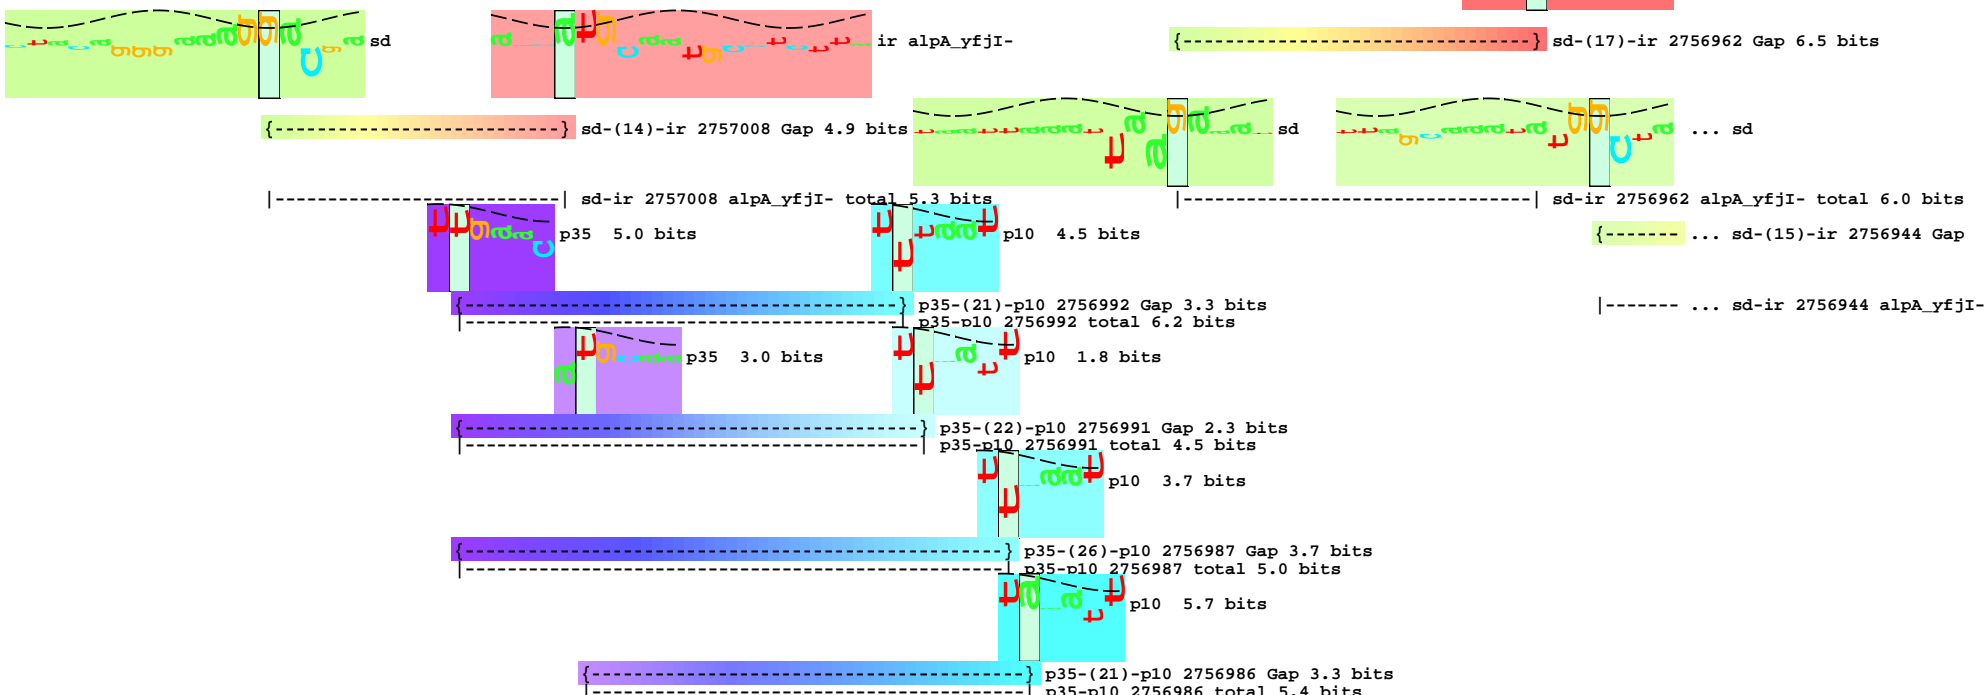 sd
ir alpA_yfjI-
{-----------------------------------} sd-(17)-ir 2756962 Gap 6.5 bits
{----------------------------} sd-(14)-ir 2757008 Gap 4.9 bits
sd
... sd
|----------------------------| sd-ir 2757008 alpA_yfjI- total 5.3 bits
|-----------------------------------| sd-ir 2756962 alpA_yfjI- total 6.0 bits
p35 5.0 bits
p10 4.5 bits
{------- ... sd-(15)-ir 2756944 Gap
{------------------------------------------} p35-(21)-p10 2756992 Gap 3.3 bits
|------- ... sd-ir 2756944 alpA_yfjI-
|------------------------------------------| p35-p10 2756992 total 6.2 bits
p35 3.0 bits
p10 1.8 bits
{--------------------------------------------} p35-(22)-p10 2756991 Gap 2.3 bits
|--------------------------------------------| p35-p10 2756991 total 4.5 bits
p10 3.7 bits
{----------------------------------------------------} p35-(26)-p10 2756987 Gap 3.7 bits
|----------------------------------------------------| p35-p10 2756987 total 5.0 bits
p10 5.7 bits
{------------------------------------------} p35-(21)-p10 2756986 Gap 3.3 bits
|------------------------------------------| p35-p10 2756986 total 5.4 bits